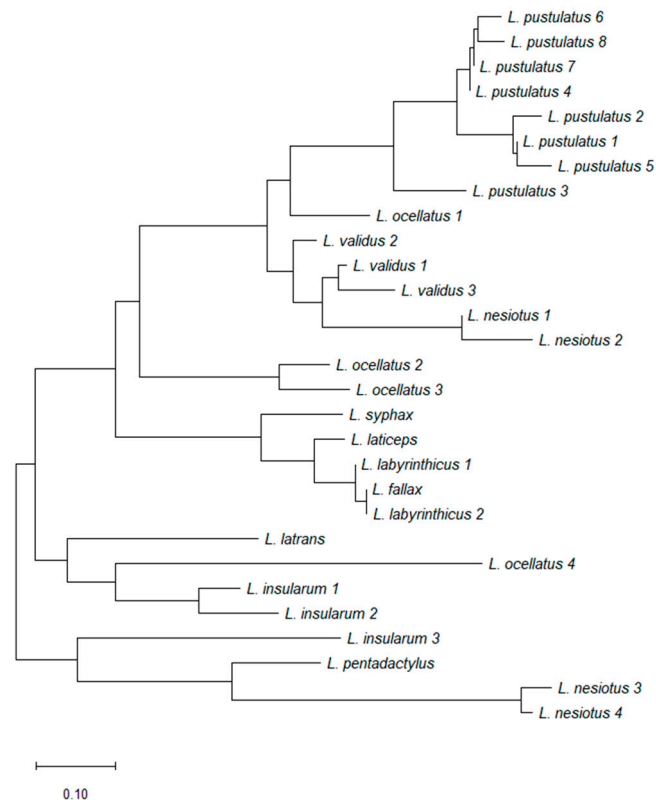 L. pustulatus 6
L. pustulatus 8
L. pustulatus 7
L. pustulatus 4
L. pustulatus 2
L. pustulatus 1
L. pustulatus 5
L. pustulatus 3
L. ocellatus 1
L. validus 2
L. validus 1
L. validus 3
L. nesiotus 1
L. nesiotus 2
L. ocellatus 2
L. ocellatus 3
L. syphax
L. laticeps
L. labyrinthicus 1
L. fallax
L. labyrinthicus 2
L. latrans
L. ocellatus 4
L. insularum 1
L. insularum 2
L. insularum 3
L. pentadactylus
L. nesiotus 3
L. nesiotus 4
0.10